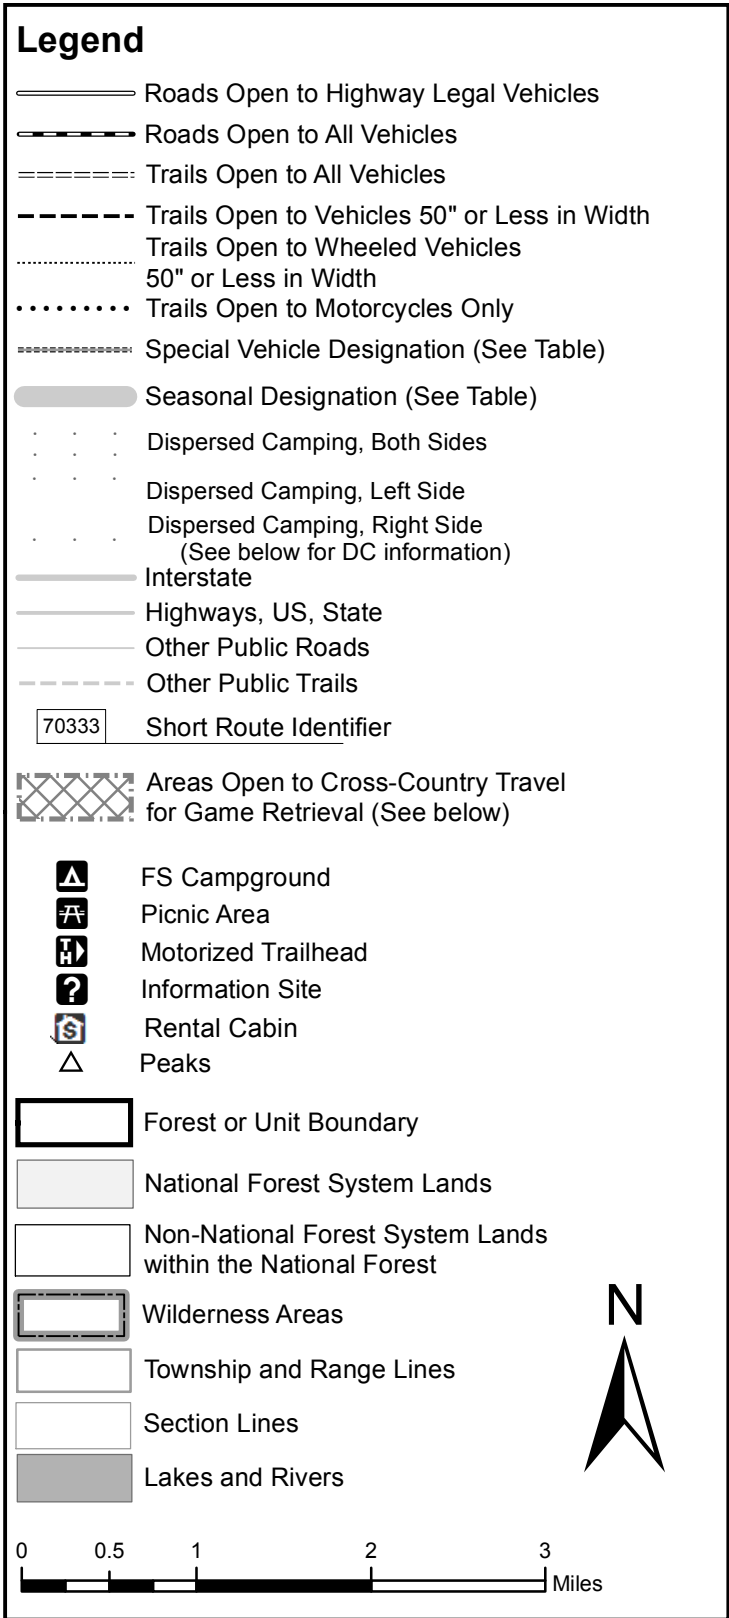 Legend
Roads Open to Highway Legal Vehicles
Roads Open to All Vehicles
Trails Open to All Vehicles
Trails Open to Vehicles 50" or Less in Width
Trails Open to Wheeled Vehicles
50" or Less in Width
Trails Open to Motorcycles Only
Special Vehicle Designation (See Table)
Seasonal Designation (See Table)
Dispersed Camping, Both Sides
Dispersed Camping, Left Side
Dispersed Camping, Right Side
(See below for DC information)
Interstate
Highways, US, State
Other Public Roads
Other Public Trails
70333 Short Route Identifier
Areas Open to Cross-Country Travel
for Game Retrieval (See below)
FS Campground
Picnic Area
TH Motorized Trailhead
? Information Site
$ Rental Cabin
Peaks
Forest or Unit Boundary
National Forest System Lands
Non-National Forest System Lands
within the National Forest
N
Wilderness Areas
Township and Range Lines
Section Lines
Lakes and Rivers
0 0.5 1 2 3
Miles